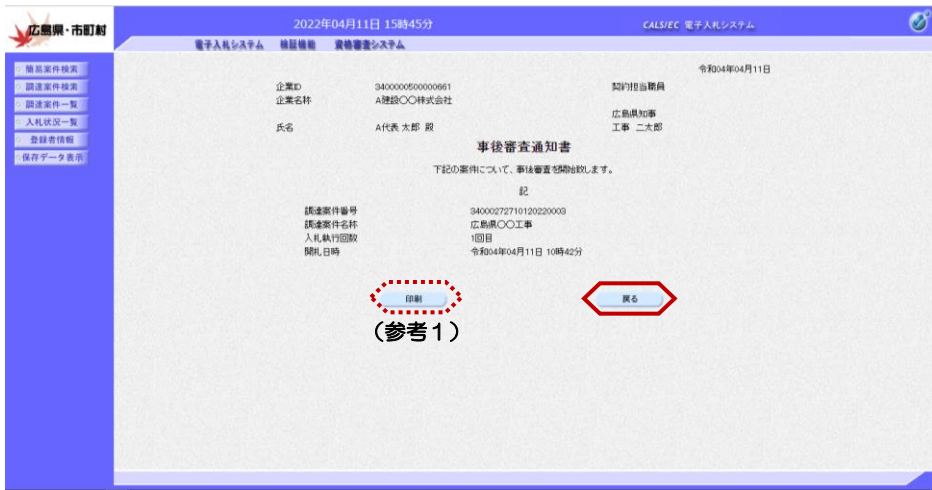 広島県・市町村
2022年04月11日 15時45分
CALS/EC 電子入札システム
電子入札システム 検証機能 資格審査システム
簡易案件検索
調達案件検索
調達案件一覧
入札状況一覧
登録者情報
保存データ表示
令和04年04月11日
企業ID 3400000500000661 契約担当職員
企業名称 A建設〇〇株式会社
広島県知事
氏名 A代表 太郎 殿 工事 二太郎
事後審査通知書
下記の案件について、事後審査を開始致します。
記
調達案件番号 34000272710120220003
調達案件名称 広島県〇〇工事
入札執行回数 1回目
開札日時 令和04年04月11日 10時42分
印刷 戻る
（参考１）